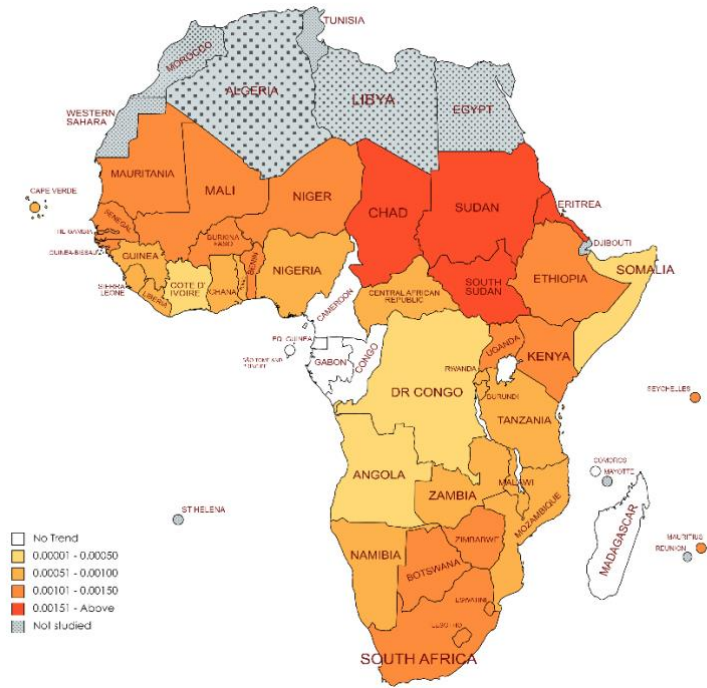 TUNISIA
MOROCCO
ALGERIA
LIBYA
EGYPT
WESTERN
SAHARA
MAURITANIA
MALI
NIGER
CHAD
SUDAN
ERITREA
CAPE VERDE
SENEGAL
GUINEA-BISSAU
GUINEA
SIERRA
LEONE
LIBERIA
COTE D'
IVOIRE
BURKINA
FASO
GHANA
BENIN
NIGERIA
CAMEROON
CENTRAL AFRICAN
REPUBLIC
SOUTH
SUDAN
ETHIOPIA
DJIBOUTI
SOMALIA
EQ. GUINEA
GABON
CONGO
DR CONGO
UGANDA
KENYA
RWANDA
BURUNDI
TANZANIA
SEYCHELLES
COMOROS
MAYOTTE
ANGOLA
ZAMBIA
MALAWI
MOZAMBIQUE
ST HELENA
NAMIBIA
ZIMBABWE
BOTSWANA
MADAGASCAR
MAURITIUS
REUNION
ESWATINI
LESOTHO
SOUTH AFRICA
No Trend
0.00001 - 0.00050
0.00051 - 0.00100
0.00101 - 0.00150
0.00151 - Above
Not studied